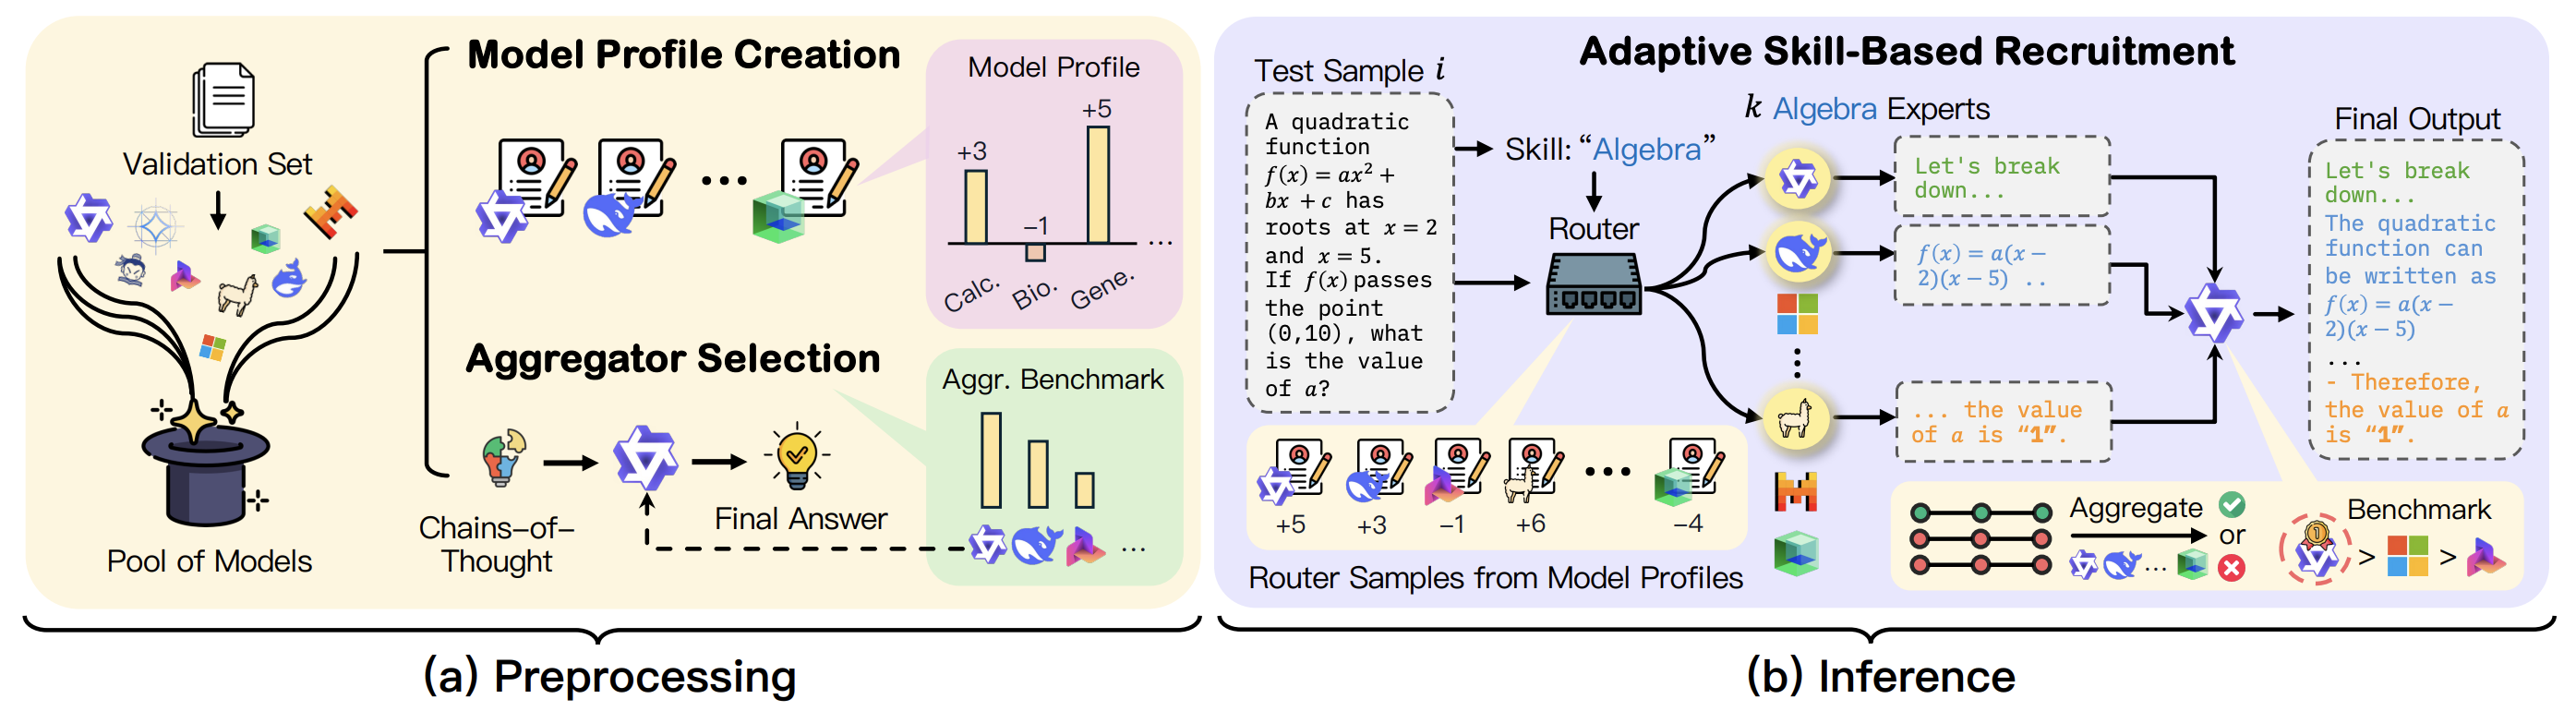 Model Profile Creation
Validation Set
Pool of Models
Model Profile
+3
-1
+5
...
Calc.
Bio.
Gene.
...
Aggregator Selection
Chains-of-
Thought
Final Answer
Aggr. Benchmark
...
(a) Preprocessing
Adaptive Skill-Based Recruitment
Test Sample i
A quadratic
function
f(x) = ax² +
bx + c has
roots at x = 2
and x = 5.
If f(x) passes
the point
(0,10), what
is the value
of a?
Skill: “Algebra”
Router
+5
+3
-1
+6
...
-4
Router Samples from Model Profiles
k Algebra Experts
Let's break
down...
f(x) = a(x −
2)(x − 5) ..
... the value
of a is “1”.
Final Output
Let's break
down...
The quadratic
function can
be written as
f(x) = a(x −
2)(x − 5)
...
- Therefore,
the value of a
is “1”.
Aggregate
or
...
Benchmark
1
> >
(b) Inference